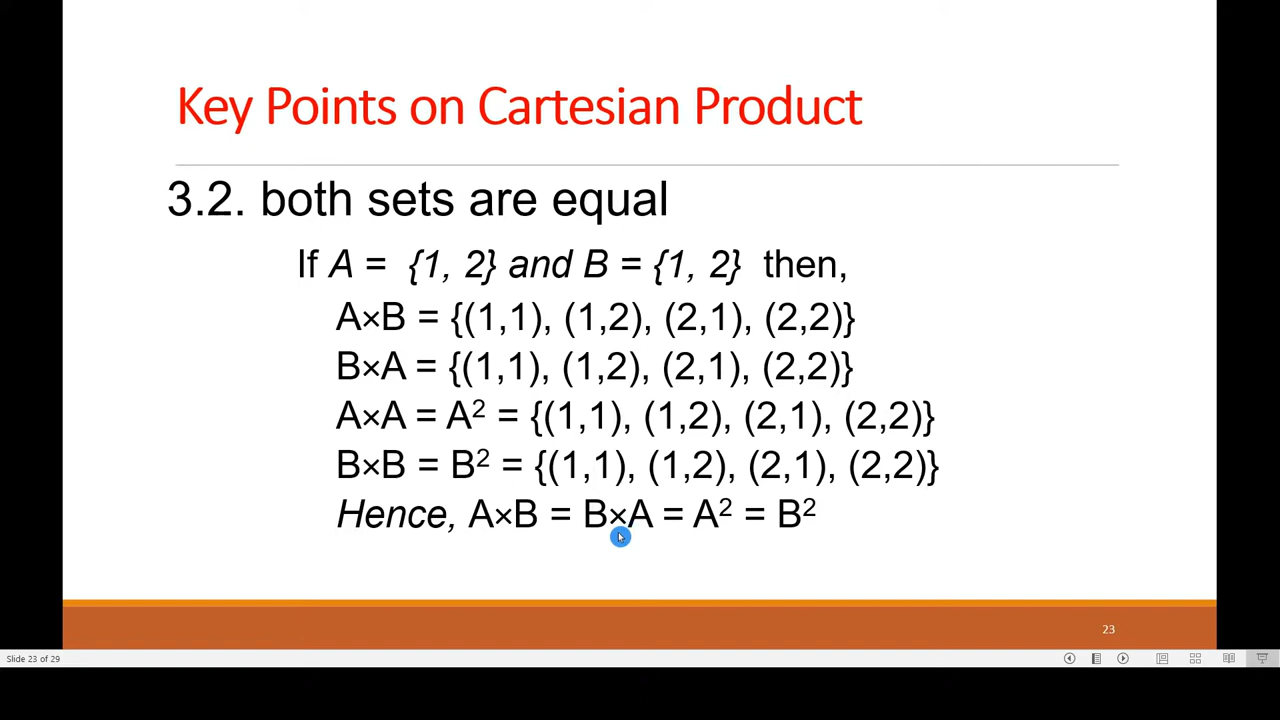 Key Points on Cartesian Product
3.2. both sets are equal
If A = {1, 2} and B = {1, 2} then,
A×B = {(1,1), (1,2), (2,1), (2,2)}
B×A = {(1,1), (1,2), (2,1), (2,2)}
A×A = A² = {(1,1), (1,2), (2,1), (2,2)}
B×B = B² = {(1,1), (1,2), (2,1), (2,2)}
Hence, A×B = B×A = A² = B²
23
Slide 23 of 29